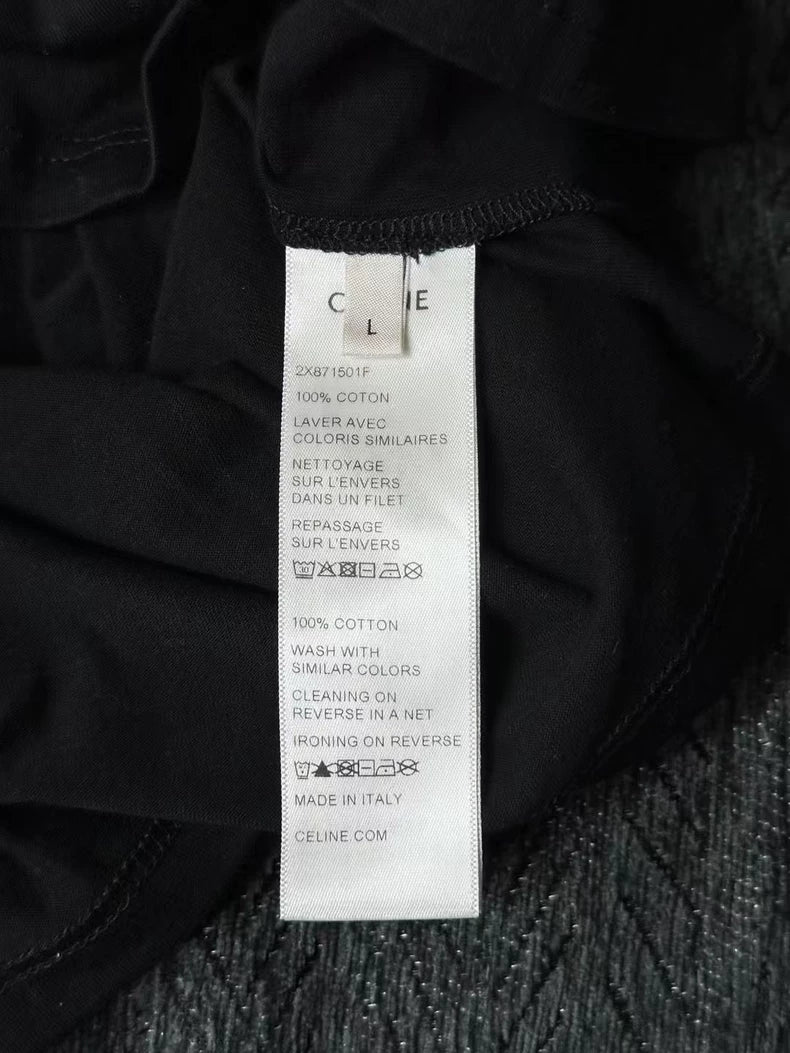 L
2X871501F
100% COTON
LAVER AVEC
COLORIS SIMILAIRES
NETTOYAGE
SUR L'ENVERS
DANS UN FILET
REPASSAGE
SUR L'ENVERS
30
100% COTTON
WASH WITH
SIMILAR COLORS
CLEANING ON
REVERSE IN A NET
IRONING ON REVERSE
MADE IN ITALY
CELINE.COM